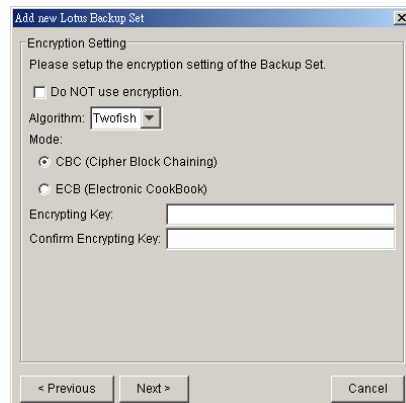 Add new Lotus Backup Set
Encryption Setting
Please setup the encryption setting of the Backup Set.
Do NOT use encryption.
Algorithm: Twofish
Mode:
CBC (Cipher Block Chaining)
ECB (Electronic CookBook)
Encrypting Key:
Confirm Encrypting Key:
< Previous Next > Cancel